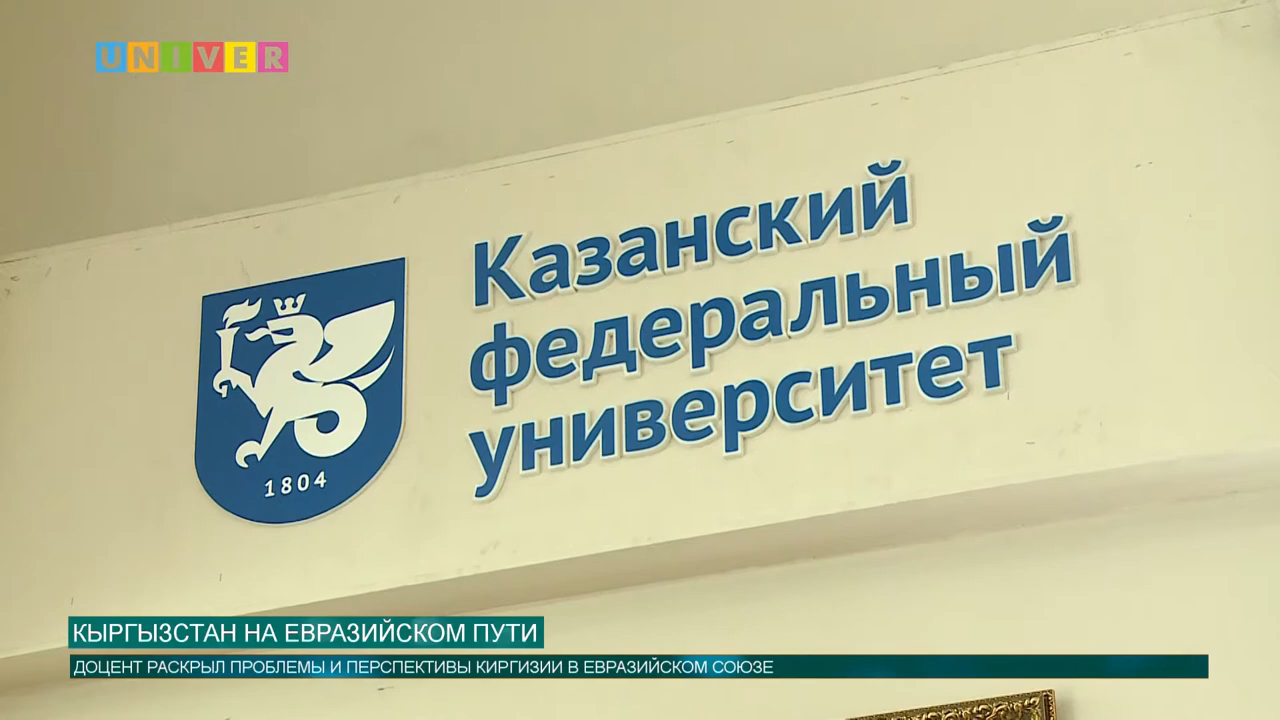 UNIVER
Казанский
федеральный
университет
1804
КЫРГЫЗСТАН НА ЕВРАЗИЙСКОМ ПУТИ
ДОЦЕНТ РАСКРЫЛ ПРОБЛЕМЫ И ПЕРСПЕКТИВЫ КИРГИЗИИ В ЕВРАЗИЙСКОМ СОЮЗЕ